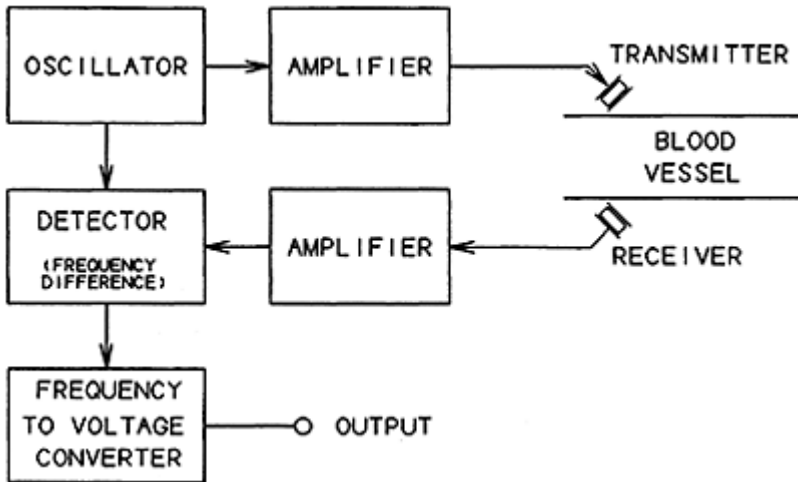 OSCILLATOR
AMPLIFIER
TRANSMITTER
BLOOD
VESSEL
DETECTOR
(FREQUENCY
DIFFERENCE)
AMPLIFIER
RECEIVER
FREQUENCY
TO VOLTAGE
CONVERTER
OUTPUT